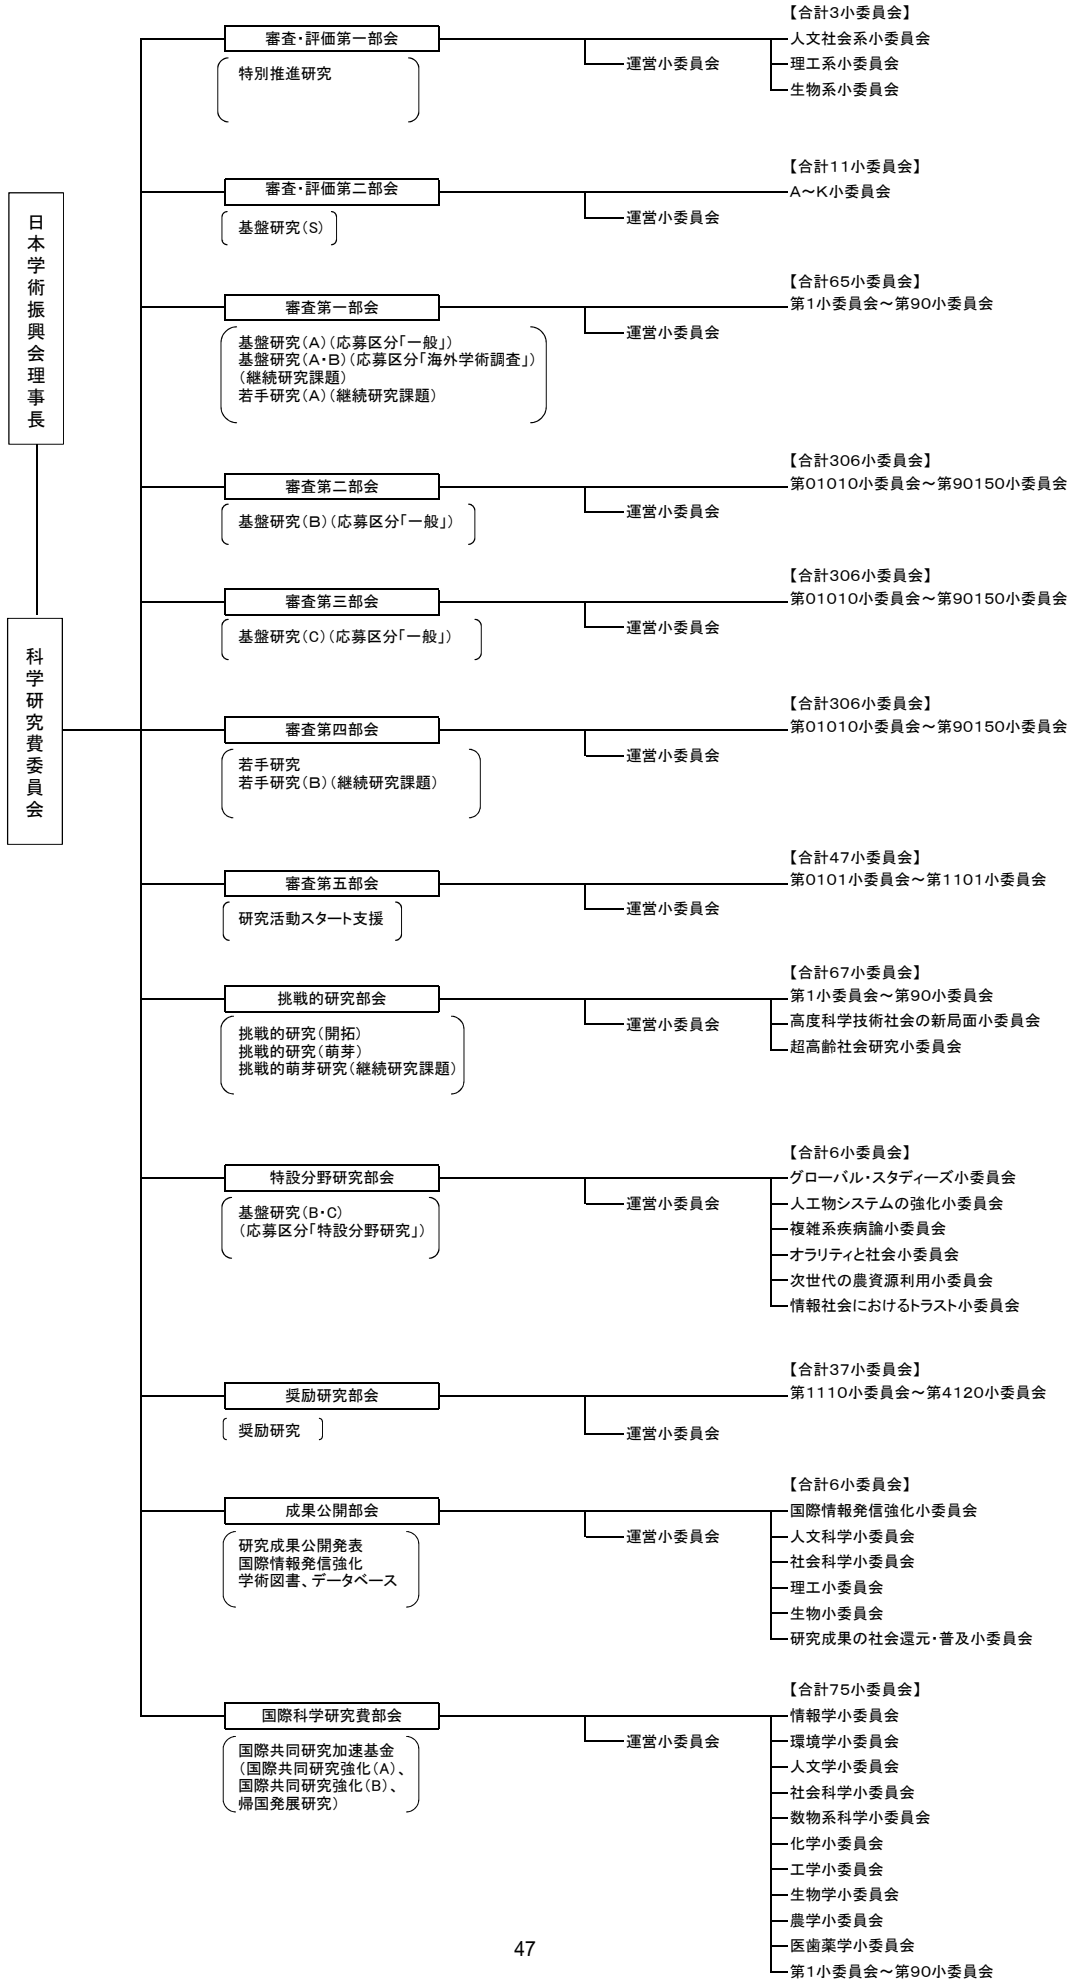 日本学術振興会理事長
科学研究費委員会
審査・評価第一部会
特別推進研究
運営小委員会
【合計3小委員会】
人文社会系小委員会
理工系小委員会
生物系小委員会
審査・評価第二部会
基盤研究(S)
運営小委員会
【合計11小委員会】
A～K小委員会
審査第一部会
基盤研究(A)(応募区分「一般」)
基盤研究(A・B)(応募区分「海外学術調査」)
(継続研究課題)
若手研究(A)(継続研究課題)
運営小委員会
【合計65小委員会】
第1小委員会～第90小委員会
審査第二部会
基盤研究(B)(応募区分「一般」)
運営小委員会
【合計306小委員会】
第01010小委員会～第90150小委員会
審査第三部会
基盤研究(C)(応募区分「一般」)
運営小委員会
【合計306小委員会】
第01010小委員会～第90150小委員会
審査第四部会
若手研究
若手研究(B)(継続研究課題)
運営小委員会
【合計306小委員会】
第01010小委員会～第90150小委員会
審査第五部会
研究活動スタート支援
運営小委員会
【合計47小委員会】
第0101小委員会～第1101小委員会
挑戦的研究部会
挑戦的研究(開拓)
挑戦的研究(萌芽)
挑戦的萌芽研究(継続研究課題)
運営小委員会
【合計67小委員会】
第1小委員会～第90小委員会
高度科学技術社会の新局面小委員会
超高齢社会研究小委員会
特設分野研究部会
基盤研究(B・C)
(応募区分「特設分野研究」)
運営小委員会
【合計6小委員会】
グローバル・スタディーズ小委員会
人工物システムの強化小委員会
複雑系疾病論小委員会
オラリティと社会小委員会
次世代の農資源利用小委員会
情報社会におけるトラスト小委員会
奨励研究部会
奨励研究
運営小委員会
【合計37小委員会】
第1110小委員会～第4120小委員会
成果公開部会
研究成果公開発表
国際情報発信強化
学術図書、データベース
運営小委員会
【合計6小委員会】
国際情報発信強化小委員会
人文科学小委員会
社会科学小委員会
理工小委員会
生物小委員会
研究成果の社会還元・普及小委員会
国際科学研究費部会
国際共同研究加速基金
(国際共同研究強化(A)、
国際共同研究強化(B)、
帰国発展研究)
運営小委員会
【合計75小委員会】
情報学小委員会
環境学小委員会
人文学小委員会
社会科学小委員会
数物系科学小委員会
化学小委員会
工学小委員会
生物学小委員会
農学小委員会
医歯薬学小委員会
第1小委員会～第90小委員会
47